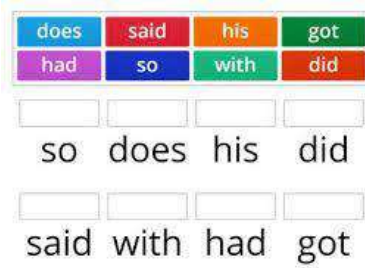 does said his got
had so with did
so does his did
said with had got